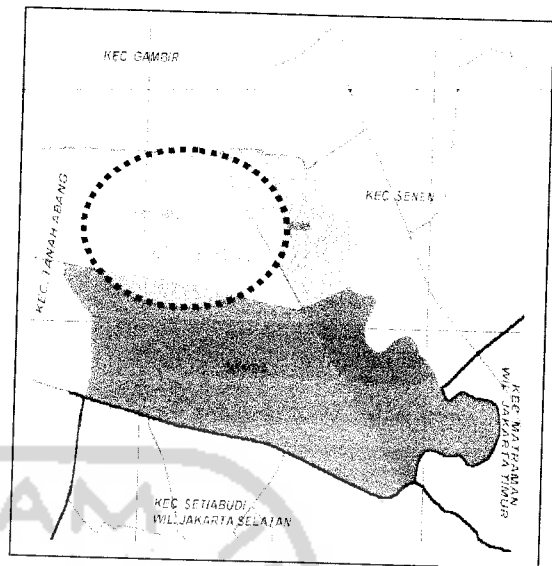 KEC GAMBIR
KEC SENEN
KEC. TANAH ABANG
KEC MATRAMAN
WIL. JAKARTA TIMUR
KEC SETIABUDI
WIL. JAKARTA SELATAN